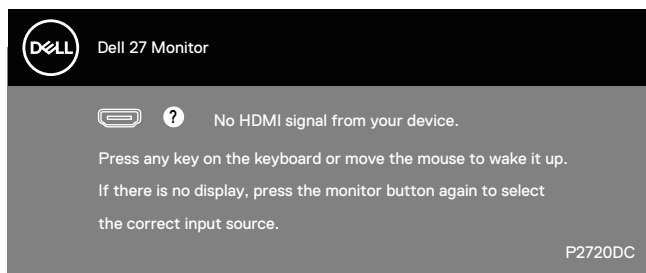 DELL
Dell 27 Monitor
? No HDMI signal from your device.
Press any key on the keyboard or move the mouse to wake it up.
If there is no display, press the monitor button again to select
the correct input source.
P2720DC